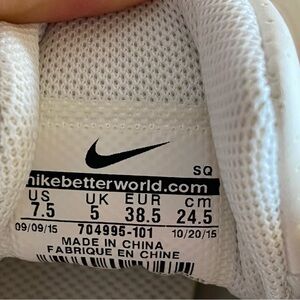 SQ
nikebetterworld.com
US UK EUR cm
7.5 5 38.5 24.5
09/09/15 704995-101 10/20/15
MADE IN CHINA
FABRIQUE EN CHINE